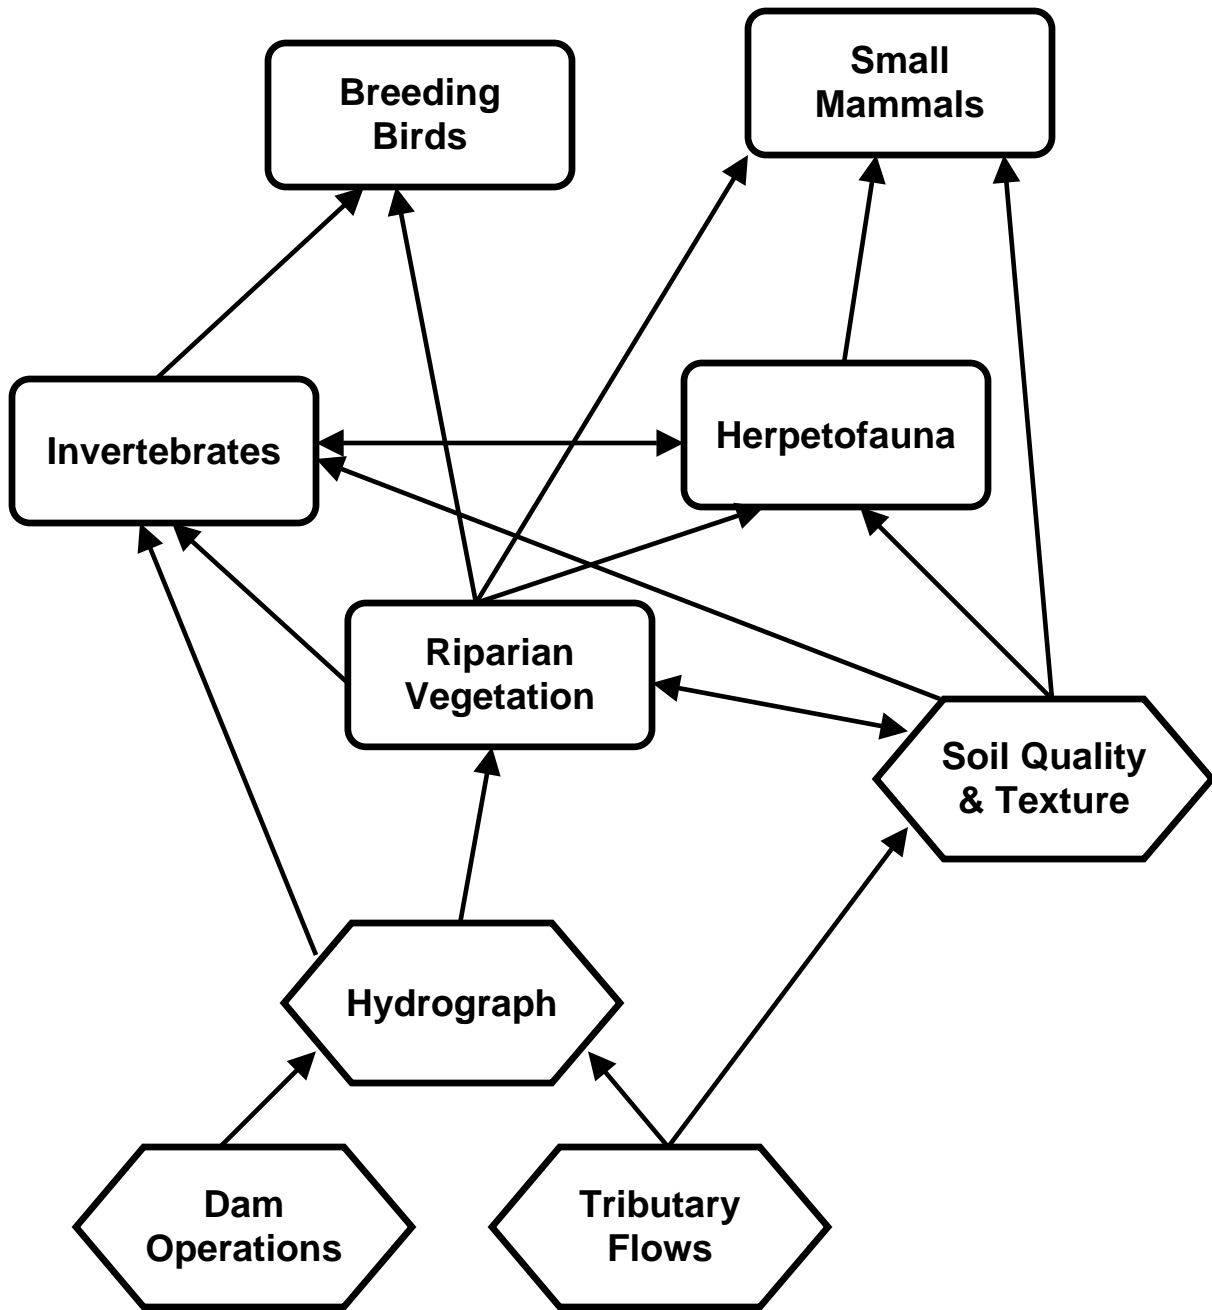 Breeding
Birds
Small
Mammals
Invertebrates
Herpetofauna
Riparian
Vegetation
Soil Quality
& Texture
Hydrograph
Dam
Operations
Tributary
Flows